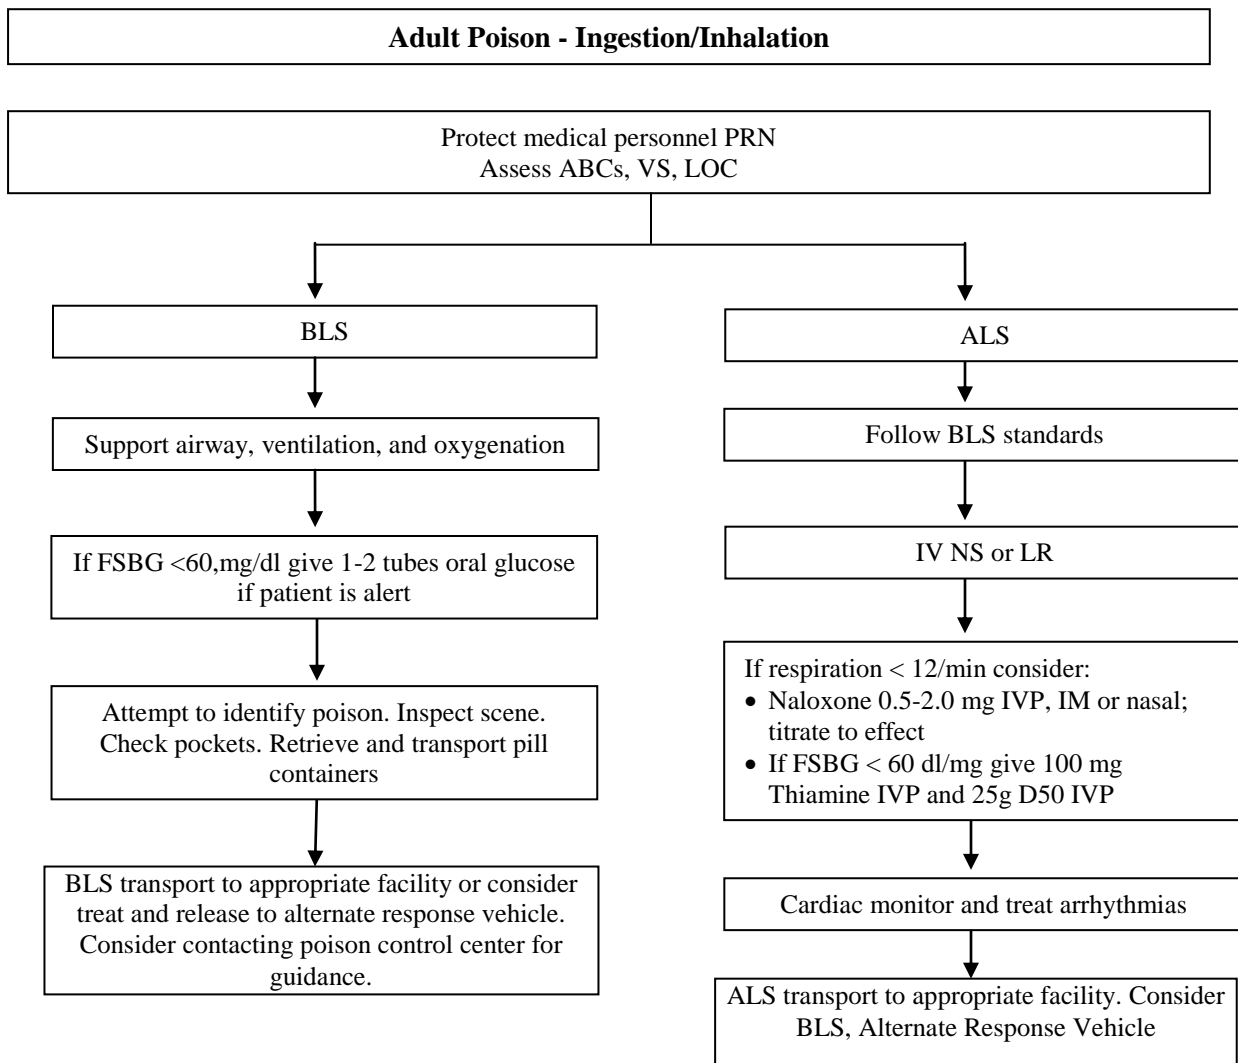 Adult Poison - Ingestion/Inhalation
Protect medical personnel PRN
Assess ABCs, VS, LOC
BLS
Support airway, ventilation, and oxygenation
If FSBG <60,mg/dl give 1-2 tubes oral glucose
if patient is alert
Attempt to identify poison. Inspect scene.
Check pockets. Retrieve and transport pill
containers
BLS transport to appropriate facility or consider
treat and release to alternate response vehicle.
Consider contacting poison control center for
guidance.
ALS
Follow BLS standards
IV NS or LR
If respiration < 12/min consider:
• Naloxone 0.5-2.0 mg IVP, IM or nasal;
titrate to effect
• If FSBG < 60 dl/mg give 100 mg
Thiamine IVP and 25g D50 IVP
Cardiac monitor and treat arrhythmias
ALS transport to appropriate facility. Consider
BLS, Alternate Response Vehicle